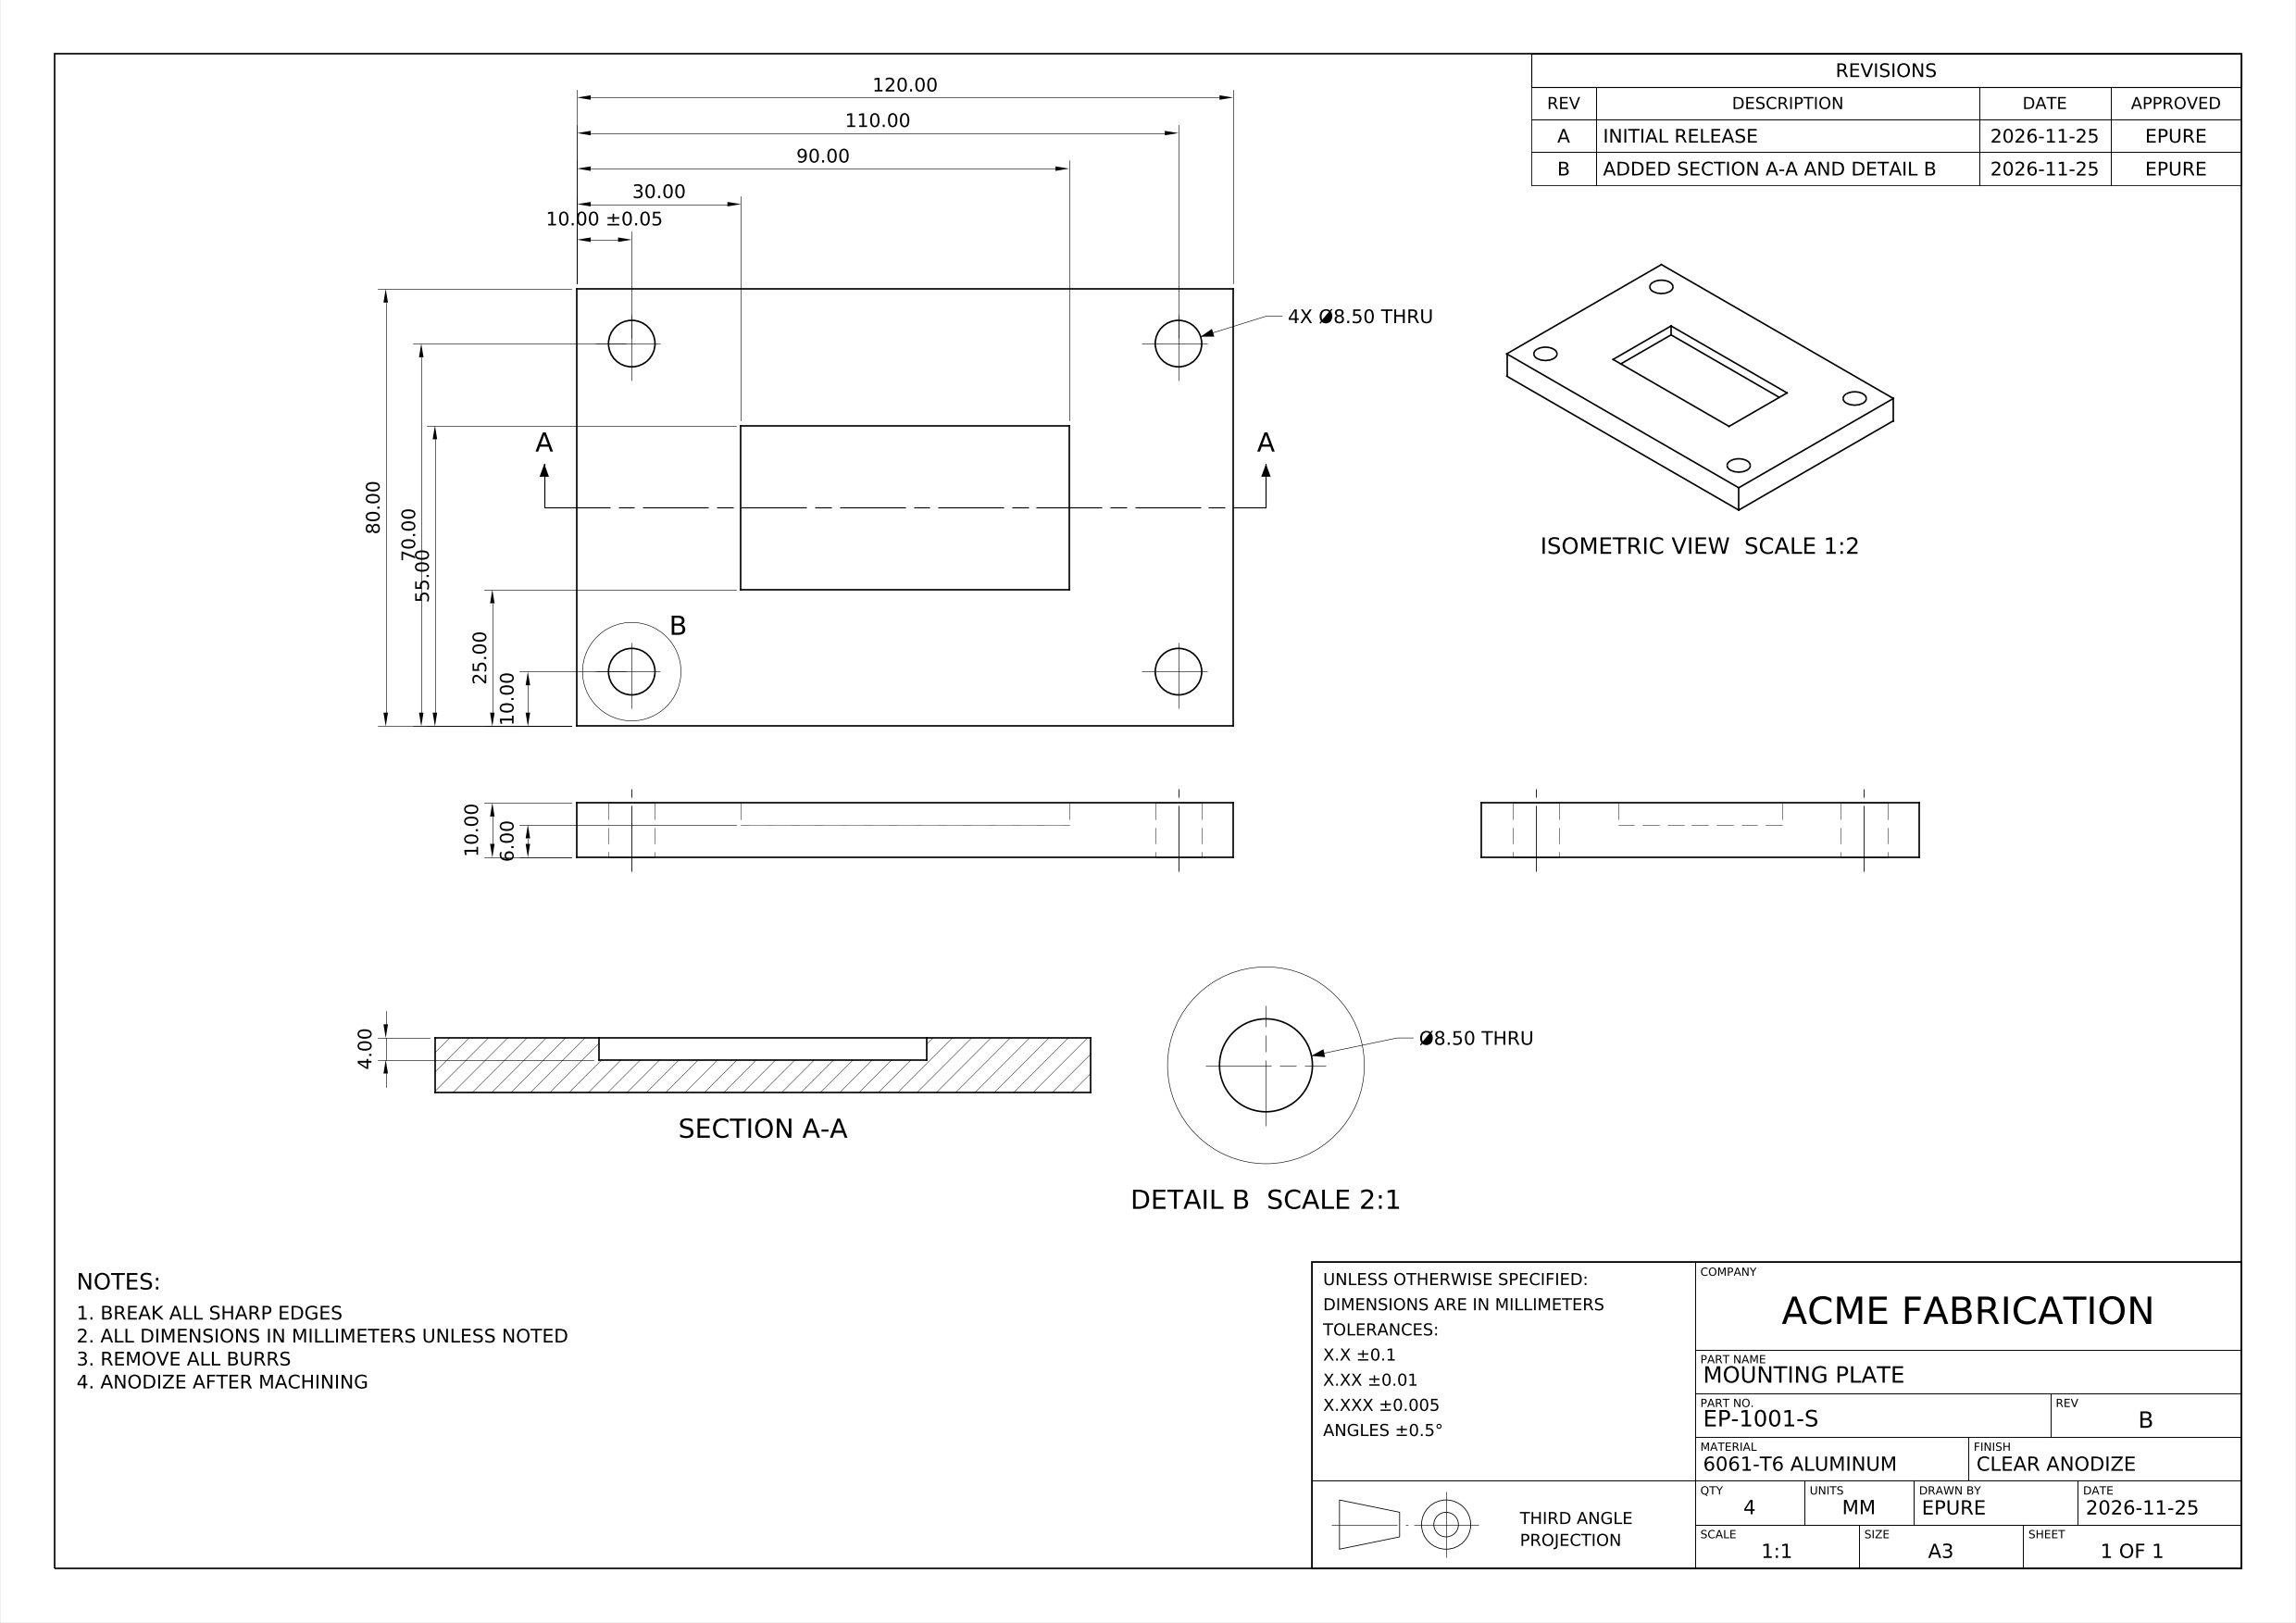 REVISIONS
REV DESCRIPTION DATE APPROVED
A INITIAL RELEASE 2026-11-25 EPURE
B ADDED SECTION A-A AND DETAIL B 2026-11-25 EPURE
120.00
110.00
90.00
30.00
10.00 ±0.05
4X Ø8.50 THRU
A A
80.00
70.00
55.00
25.00
10.00
B
ISOMETRIC VIEW SCALE 1:2
10.00
6.00
4.00
SECTION A-A
Ø8.50 THRU
DETAIL B SCALE 2:1
NOTES:
1. BREAK ALL SHARP EDGES
2. ALL DIMENSIONS IN MILLIMETERS UNLESS NOTED
3. REMOVE ALL BURRS
4. ANODIZE AFTER MACHINING
UNLESS OTHERWISE SPECIFIED:
DIMENSIONS ARE IN MILLIMETERS
TOLERANCES:
X.X ±0.1
X.XX ±0.01
X.XXX ±0.005
ANGLES ±0.5°
THIRD ANGLE
PROJECTION
COMPANY
ACME FABRICATION
PART NAME
MOUNTING PLATE
PART NO. REV
EP-1001-S B
MATERIAL FINISH
6061-T6 ALUMINUM CLEAR ANODIZE
QTY UNITS DRAWN BY DATE
4 MM EPURE 2026-11-25
SCALE SIZE SHEET
1:1 A3 1 OF 1